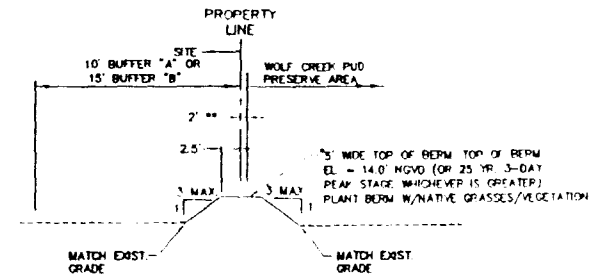 PROPERTY
LINE
SITE
10' BUFFER "A" OR
15' BUFFER "B"
WOLF CREEK PUD
PRESERVE AREA
2' **
2.5'
*5' WIDE TOP OF BERM TOP OF BERM
EL = 14.0' NGVD (OR 25 YR. 3-DAY
PEAK STAGE WHICHEVER IS GREATER)
PLANT BERM W/NATIVE GRASSES/VEGETATION
3 MAX
1
3 MAX
1
MATCH EXIST.
GRADE
MATCH EXIST.
GRADE